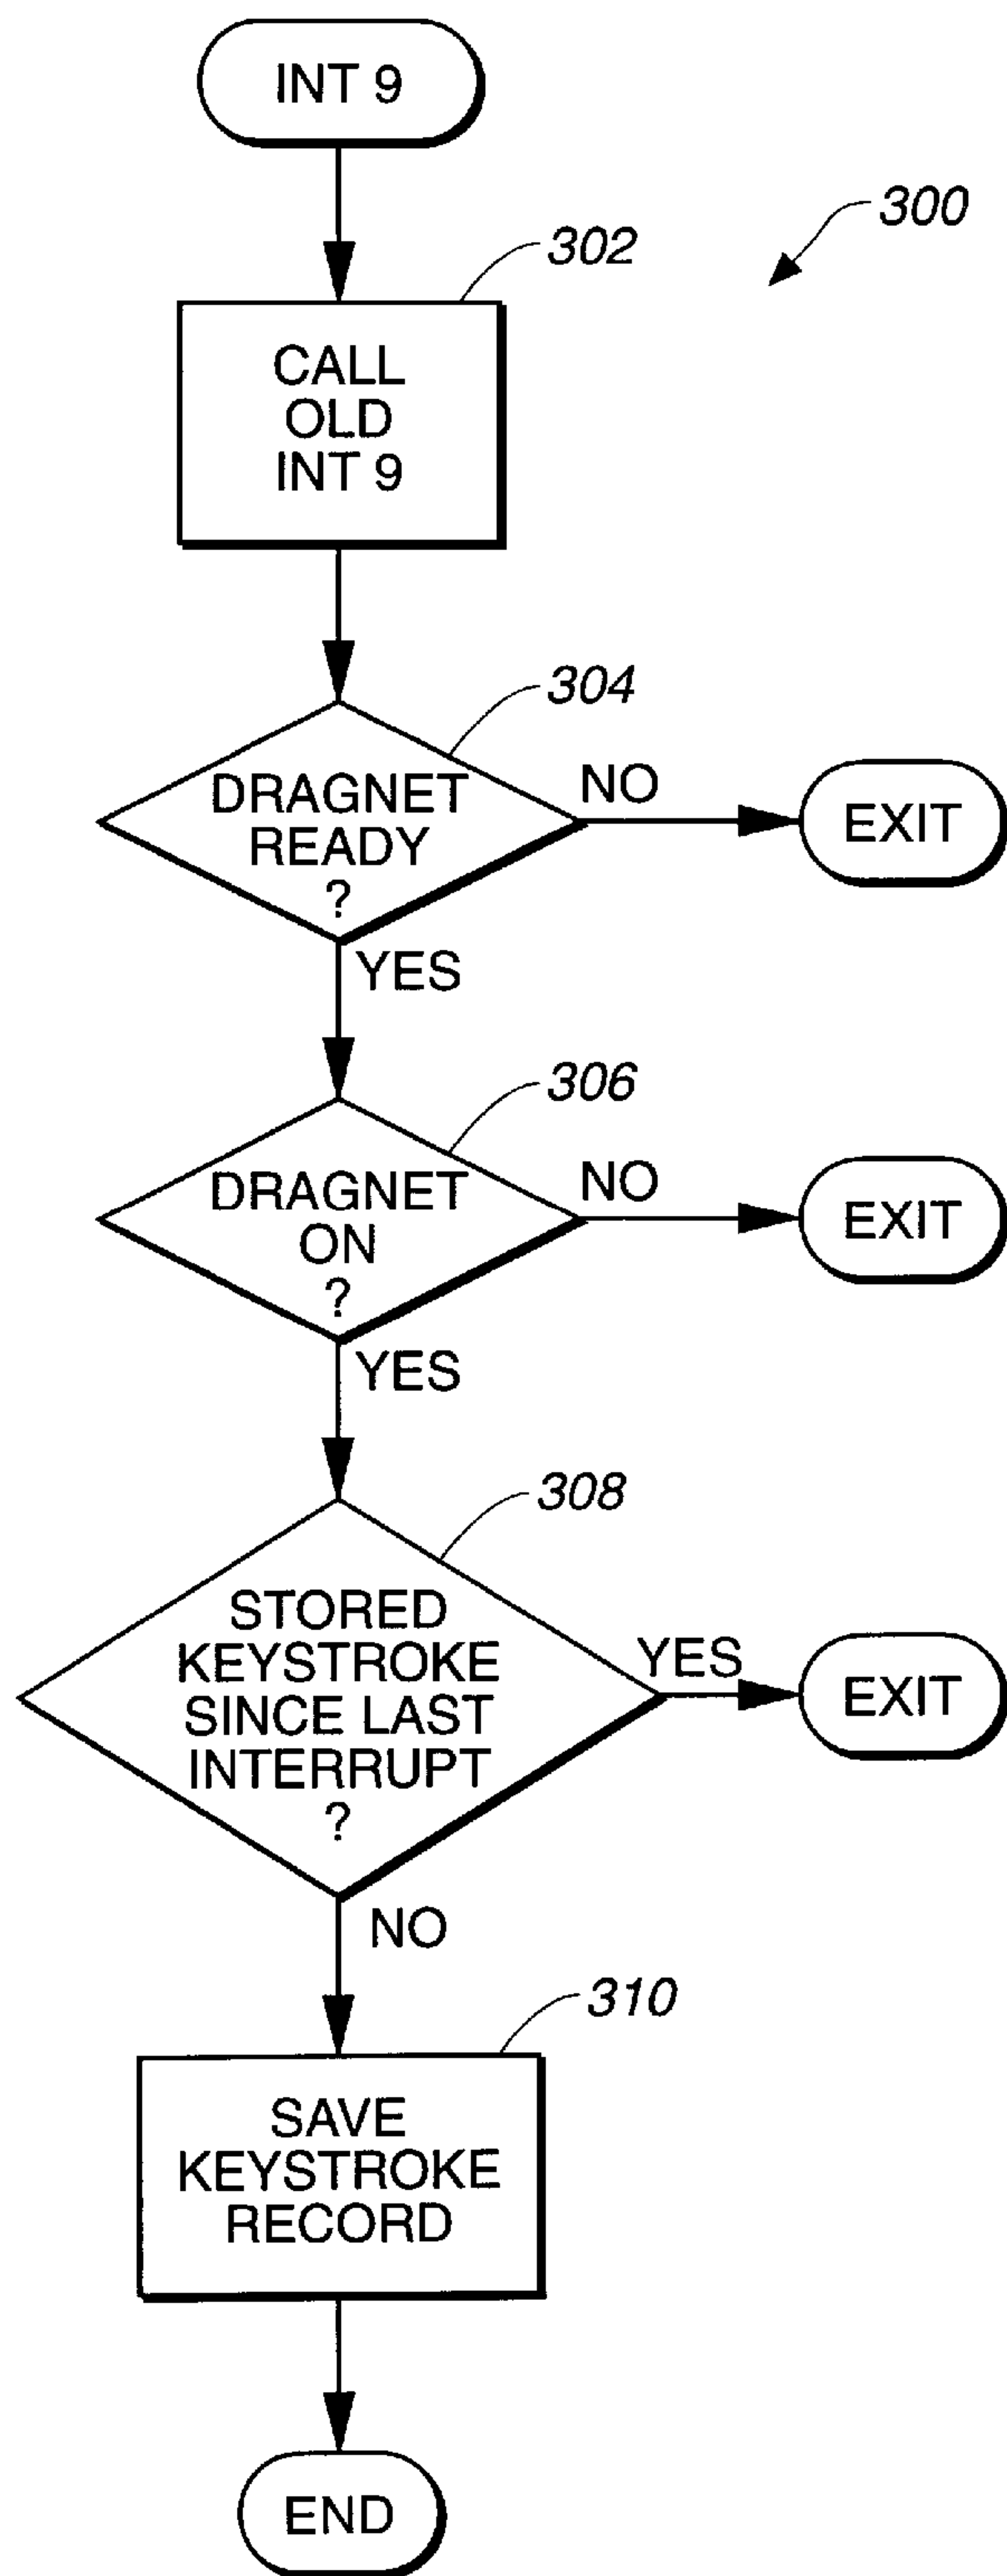 INT 9
300
302
CALL
OLD
INT 9
304
DRAGNET
READY
?
NO
EXIT
YES
306
DRAGNET
ON
?
NO
EXIT
YES
308
STORED
KEYSTROKE
SINCE LAST
INTERRUPT
?
YES
EXIT
NO
310
SAVE
KEYSTROKE
RECORD
END